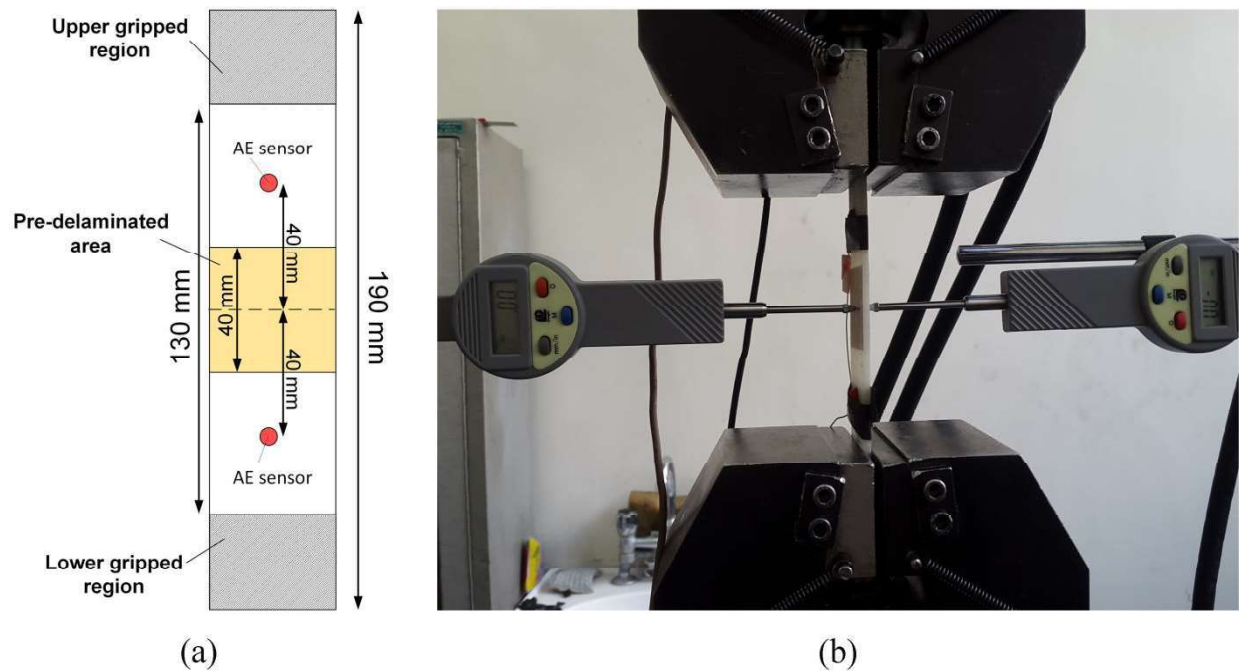 Upper gripped
region
AE sensor
Pre-delaminated
area
40 mm
130 mm
40 mm
190 mm
40 mm
AE sensor
Lower gripped
region
(a)
(b)